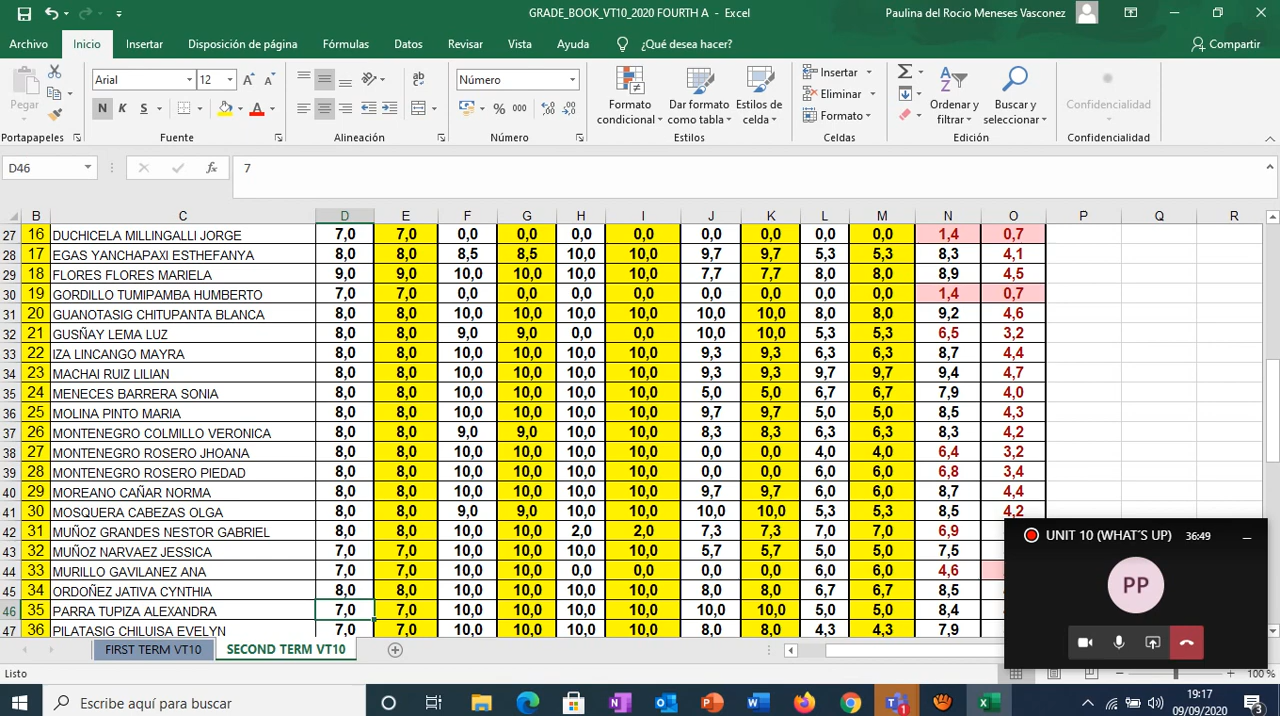 GRADE_BOOK_VT10_2020 FOURTH A - Excel
Paulina del Rocio Meneses Vasconez
Archivo Inicio Insertar Disposición de página Fórmulas Datos Revisar Vista Ayuda ¿Qué desea hacer? Compartir
Pegar
Arial 12
Número
N K S
ab
% 000
Formato condicional
Dar formato como tabla
Estilos de celda
Insertar
Eliminar
Formato
Ordenar y filtrar
Buscar y seleccionar
Confidencialidad
Portapapeles Fuente Alineación Número Estilos Celdas Edición Confidencialidad
D46 fx 7
B C D E F G H I J K L M N O P Q R
27 16 DUCHICELA MILLINGALLI JORGE 7,0 7,0 0,0 0,0 0,0 0,0 0,0 0,0 0,0 0,0 1,4 0,7
28 17 EGAS YANCHAPAXI ESTHEFANYA 8,0 8,0 8,5 8,5 10,0 10,0 9,7 9,7 5,3 5,3 8,3 4,1
29 18 FLORES FLORES MARIELA 9,0 9,0 10,0 10,0 10,0 10,0 7,7 7,7 7,8 7,8 8,9 4,5
30 19 GORDILLO TUMIPAMBA HUMBERTO 7,0 7,0 0,0 0,0 0,0 0,0 0,0 0,0 0,0 0,0 1,4 0,7
31 20 GUANOTASIG CHITUPANTA BLANCA 8,0 8,0 10,0 10,0 10,0 10,0 10,0 10,0 8,0 8,0 9,2 4,6
32 21 GUSÑAY LEMA LUZ 8,0 8,0 9,0 9,0 0,0 0,0 10,0 10,0 5,3 5,3 6,5 3,2
33 22 IZA LINCANGO MAYRA 8,0 8,0 10,0 10,0 10,0 10,0 9,3 9,3 6,3 6,3 8,7 4,4
34 23 MACHAI RUIZ LILIAN 8,0 8,0 10,0 10,0 10,0 10,0 9,3 9,3 9,7 9,7 9,4 4,7
35 24 MENECES BARRERA SONIA 8,0 8,0 10,0 10,0 10,0 10,0 5,0 5,0 6,7 6,7 7,9 4,0
36 25 MOLINA PINTO MARIA 8,0 8,0 10,0 10,0 10,0 10,0 9,7 9,7 5,0 5,0 8,5 4,3
37 26 MONTENEGRO COLMILLO VERONICA 8,0 8,0 9,0 9,0 10,0 10,0 8,3 8,3 6,3 6,3 8,3 4,2
38 27 MONTENEGRO ROSERO JHOANA 8,0 8,0 10,0 10,0 10,0 10,0 0,0 0,0 4,0 4,0 6,4 3,2
39 28 MONTENEGRO ROSERO PIEDAD 8,0 8,0 10,0 10,0 10,0 10,0 0,0 0,0 6,0 6,0 6,8 3,4
40 29 MOREANO CAÑAR NORMA 8,0 8,0 10,0 10,0 10,0 10,0 9,7 9,7 6,0 6,0 8,7 4,4
41 30 MOSQUERA CABEZAS OLGA 8,0 8,0 9,0 9,0 10,0 10,0 10,0 10,0 5,3 5,3 8,5 4,2
42 31 MUÑOZ GRANDES NESTOR GABRIEL 8,0 8,0 10,0 10,0 2,0 2,0 7,3 7,3 7,0 7,0 6,9
43 32 MUÑOZ NARVAEZ JESSICA 7,0 7,0 10,0 10,0 10,0 10,0 5,7 5,7 5,0 5,0 7,5
44 33 MURILLO GAVILANEZ ANA 7,0 7,0 10,0 10,0 0,0 0,0 10,0 0,0 6,0 6,0 4,6
45 34 ORDOÑEZ JATIVA CYNTHIA 8,0 8,0 10,0 10,0 10,0 10,0 8,0 8,0 6,7 6,7 8,5
46 35 PARRA TUPIZA ALEXANDRA 7,0 7,0 10,0 10,0 10,0 10,0 10,0 10,0 5,0 5,0 8,4
47 36 PILATASIG CHILUISA EVELYN 7,0 7,0 10,0 10,0 10,0 10,0 8,0 8,0 4,3 4,3 7,9
UNIT 10 (WHAT´S UP) 36:49
PP
FIRST TERM VT10 SECOND TERM VT10
Listo 100 %
Escribe aquí para buscar
1
19:17
09/09/2020
3